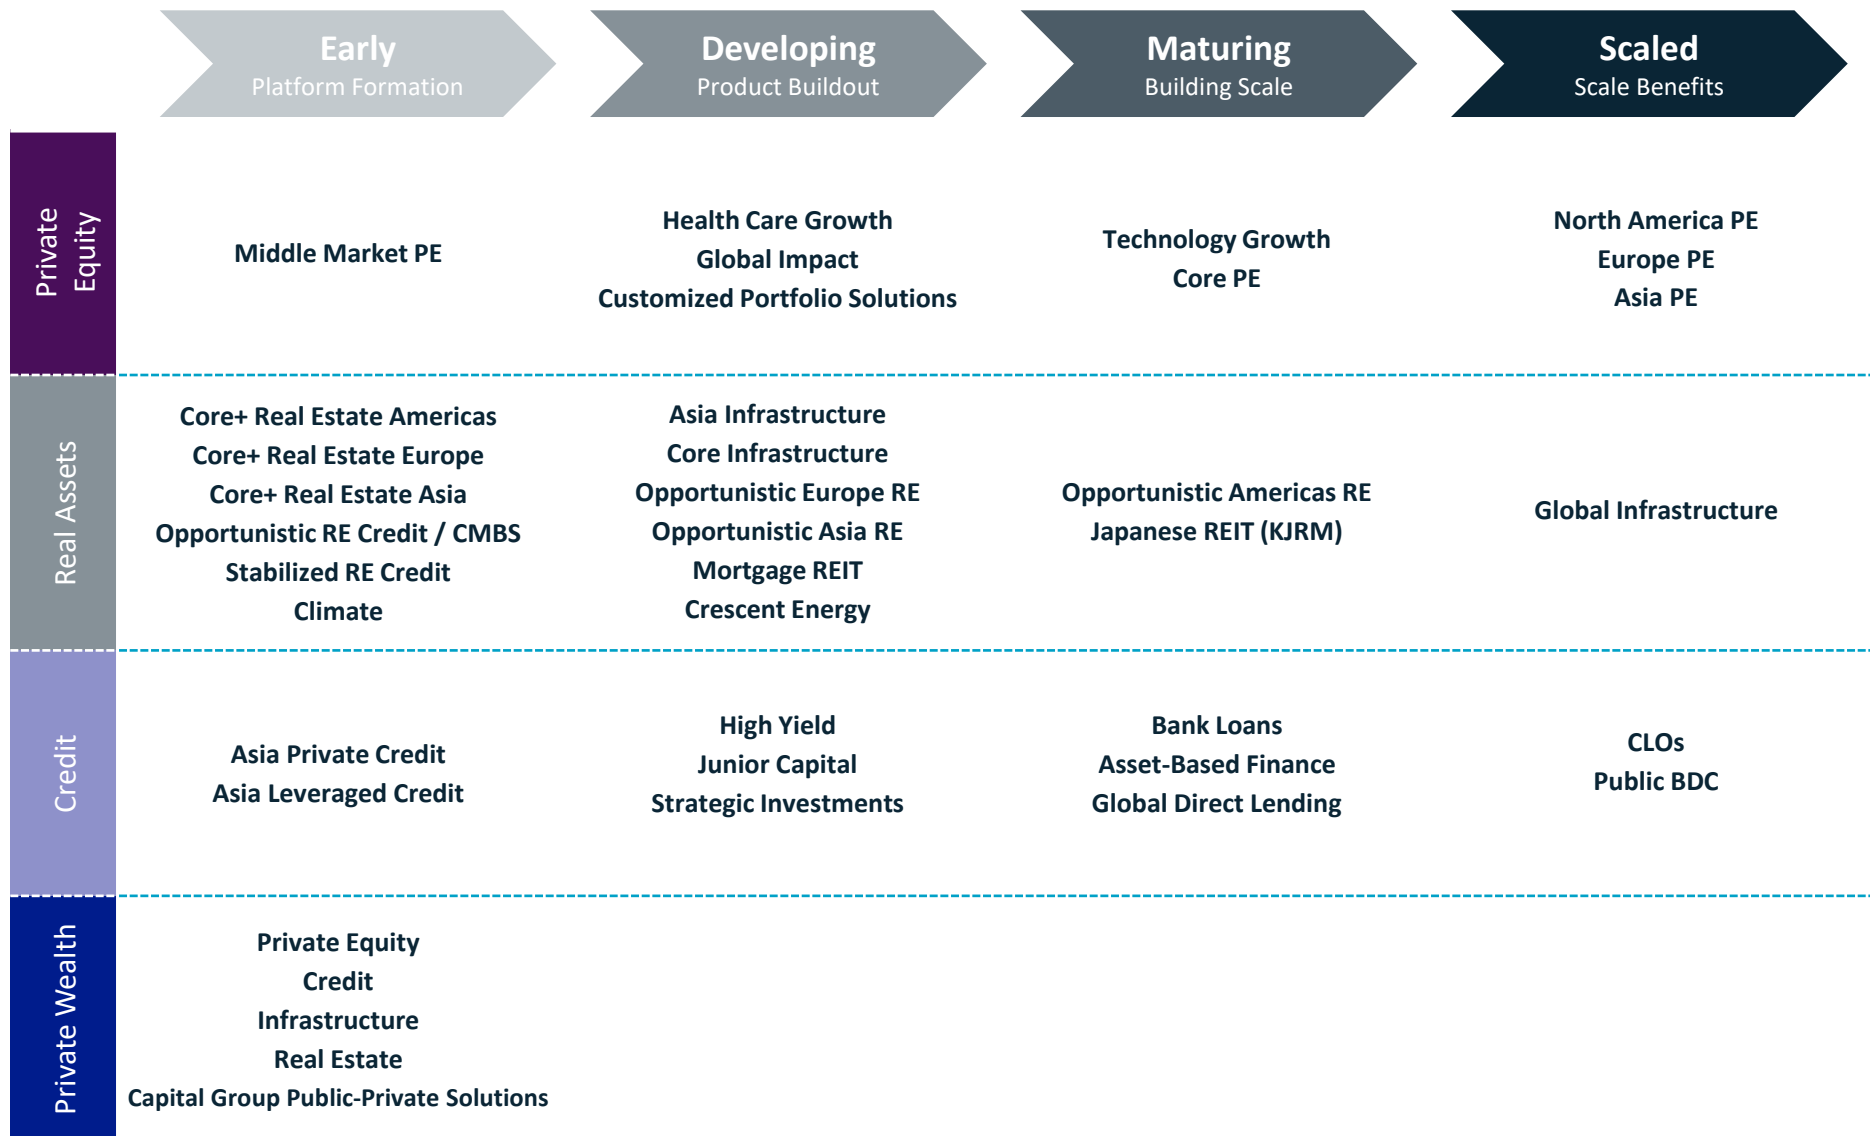 Early
Platform Formation
Developing
Product Buildout
Maturing
Building Scale
Scaled
Scale Benefits
Private
Equity
Middle Market PE
Health Care Growth
Global Impact
Customized Portfolio Solutions
Technology Growth
Core PE
North America PE
Europe PE
Asia PE
Real Assets
Core+ Real Estate Americas
Core+ Real Estate Europe
Core+ Real Estate Asia
Opportunistic RE Credit / CMBS
Stabilized RE Credit
Climate
Asia Infrastructure
Core Infrastructure
Opportunistic Europe RE
Opportunistic Asia RE
Mortgage REIT
Crescent Energy
Opportunistic Americas RE
Japanese REIT (KJRM)
Global Infrastructure
Credit
Asia Private Credit
Asia Leveraged Credit
High Yield
Junior Capital
Strategic Investments
Bank Loans
Asset-Based Finance
Global Direct Lending
CLOs
Public BDC
Private Wealth
Private Equity
Credit
Infrastructure
Real Estate
Capital Group Public-Private Solutions